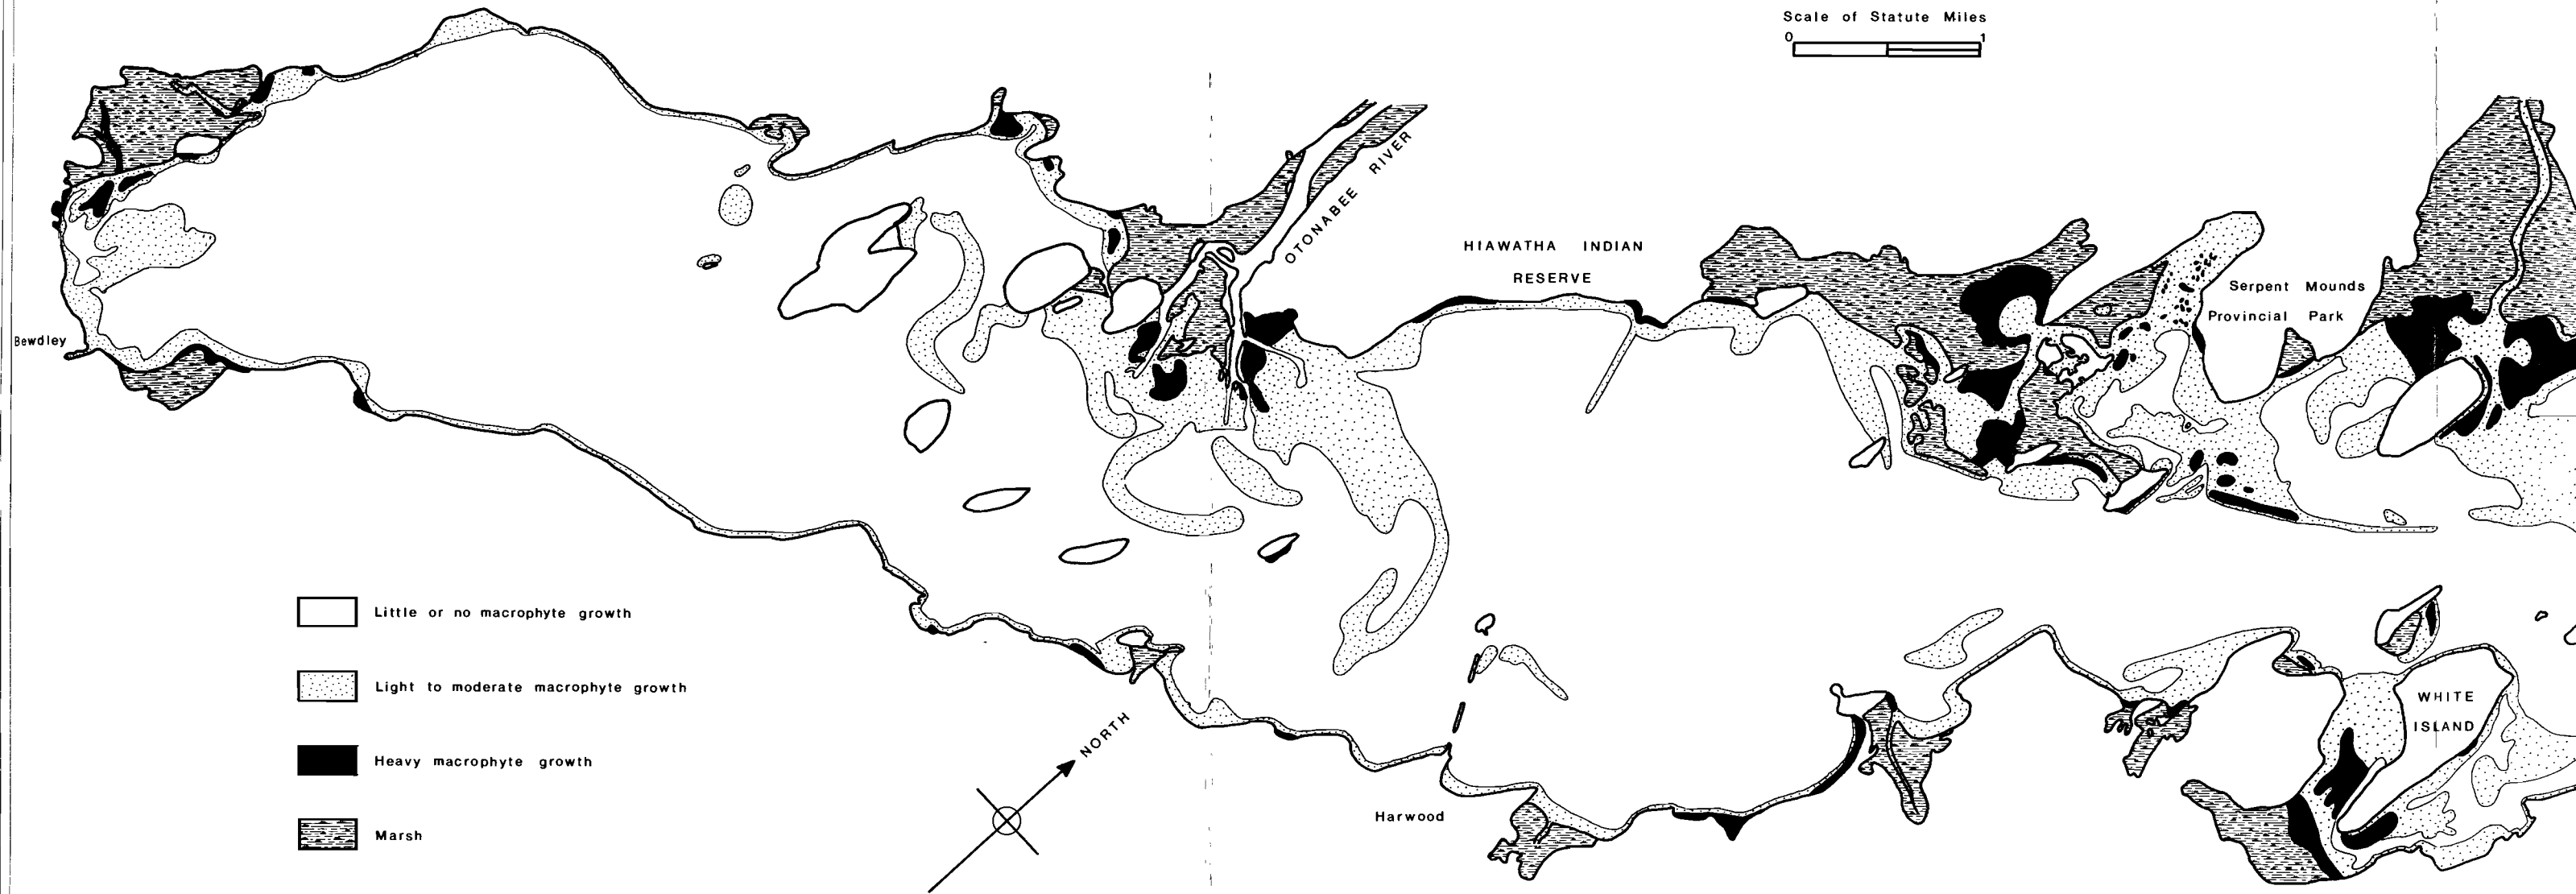 Scale of Statute Miles
0 1
OTONABEE RIVER
HIAWATHA INDIAN
RESERVE
Serpent Mounds
Provincial Park
Bewdley
Little or no macrophyte growth
Light to moderate macrophyte growth
WHITE
ISLAND
NORTH
Heavy macrophyte growth
Harwood
Marsh